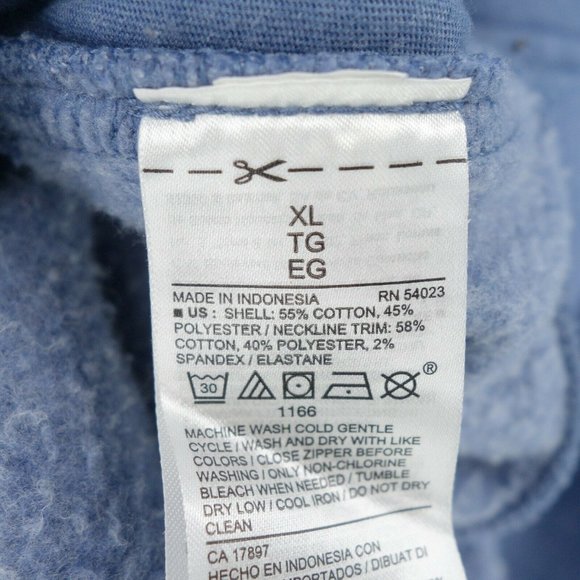 XL
TG
EG
MADE IN INDONESIA RN 54023
US : SHELL: 55% COTTON, 45%
POLYESTER / NECKLINE TRIM: 58%
COTTON, 40% POLYESTER, 2%
SPANDEX / ELASTANE
30 ®
1166
MACHINE WASH COLD GENTLE
CYCLE / WASH AND DRY WITH LIKE
COLORS / CLOSE ZIPPER BEFORE
WASHING / ONLY NON-CHLORINE
BLEACH WHEN NEEDED / TUMBLE
DRY LOW / COOL IRON / DO NOT DRY
CLEAN
CA 17897
HECHO EN INDONESIA CON
IMPORTADOS / DIBUAT DI